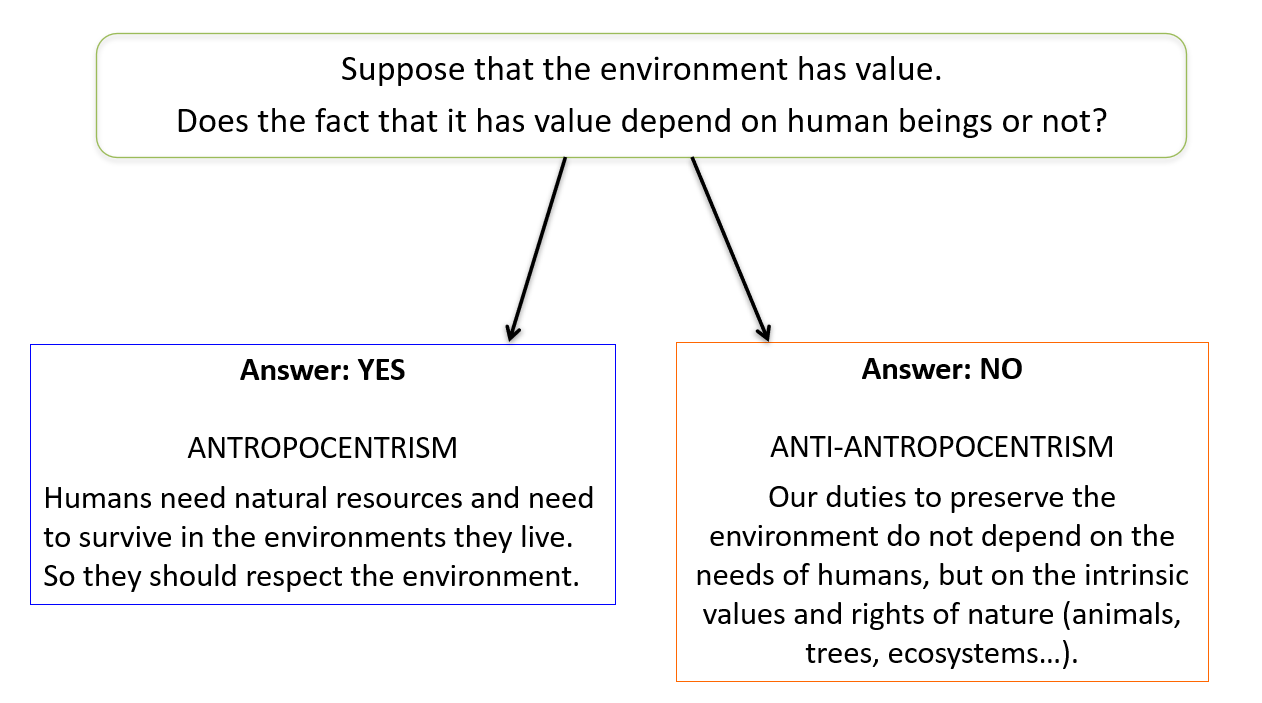 Suppose that the environment has value.
Does the fact that it has value depend on human beings or not?
Answer: YES
ANTROPOCENTRISM
Humans need natural resources and need
to survive in the environments they live.
So they should respect the environment.
Answer: NO
ANTI-ANTROPOCENTRISM
Our duties to preserve the
environment do not depend on the
needs of humans, but on the intrinsic
values and rights of nature (animals,
trees, ecosystems…).